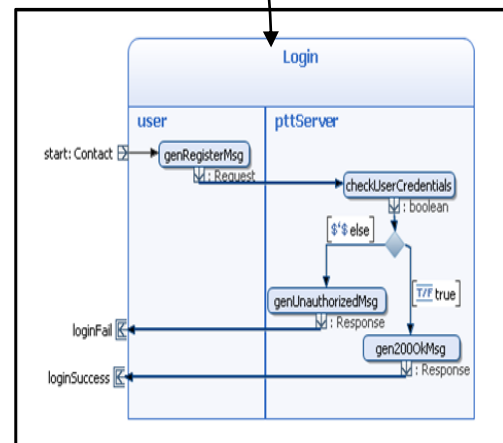 Login
user
pttServer
start: Contact
genRegisterMsg
: Request
checkUserCredentials
: boolean
$'$ else
T/F true
genUnauthorizedMsg
: Response
loginFail
gen200OkMsg
: Response
loginSuccess